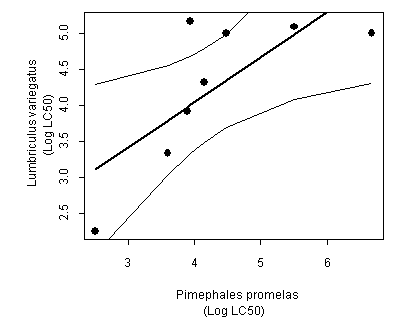 Lumbriculus variegatus
(Log LC50)
5.0
4.5
4.0
3.5
3.0
2.5
3 4 5 6
Pimephales promelas
(Log LC50)